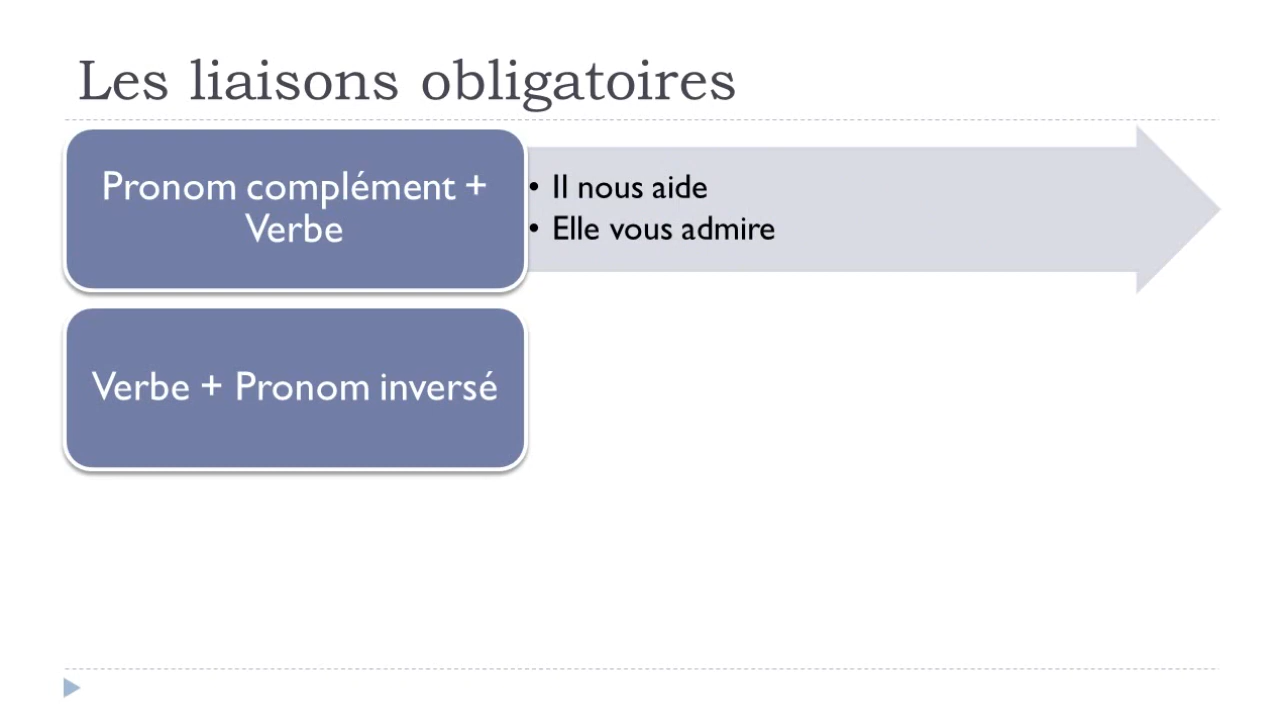 Les liaisons obligatoires
Pronom complément +
Verbe
• Il nous aide
• Elle vous admire
Verbe + Pronom inversé